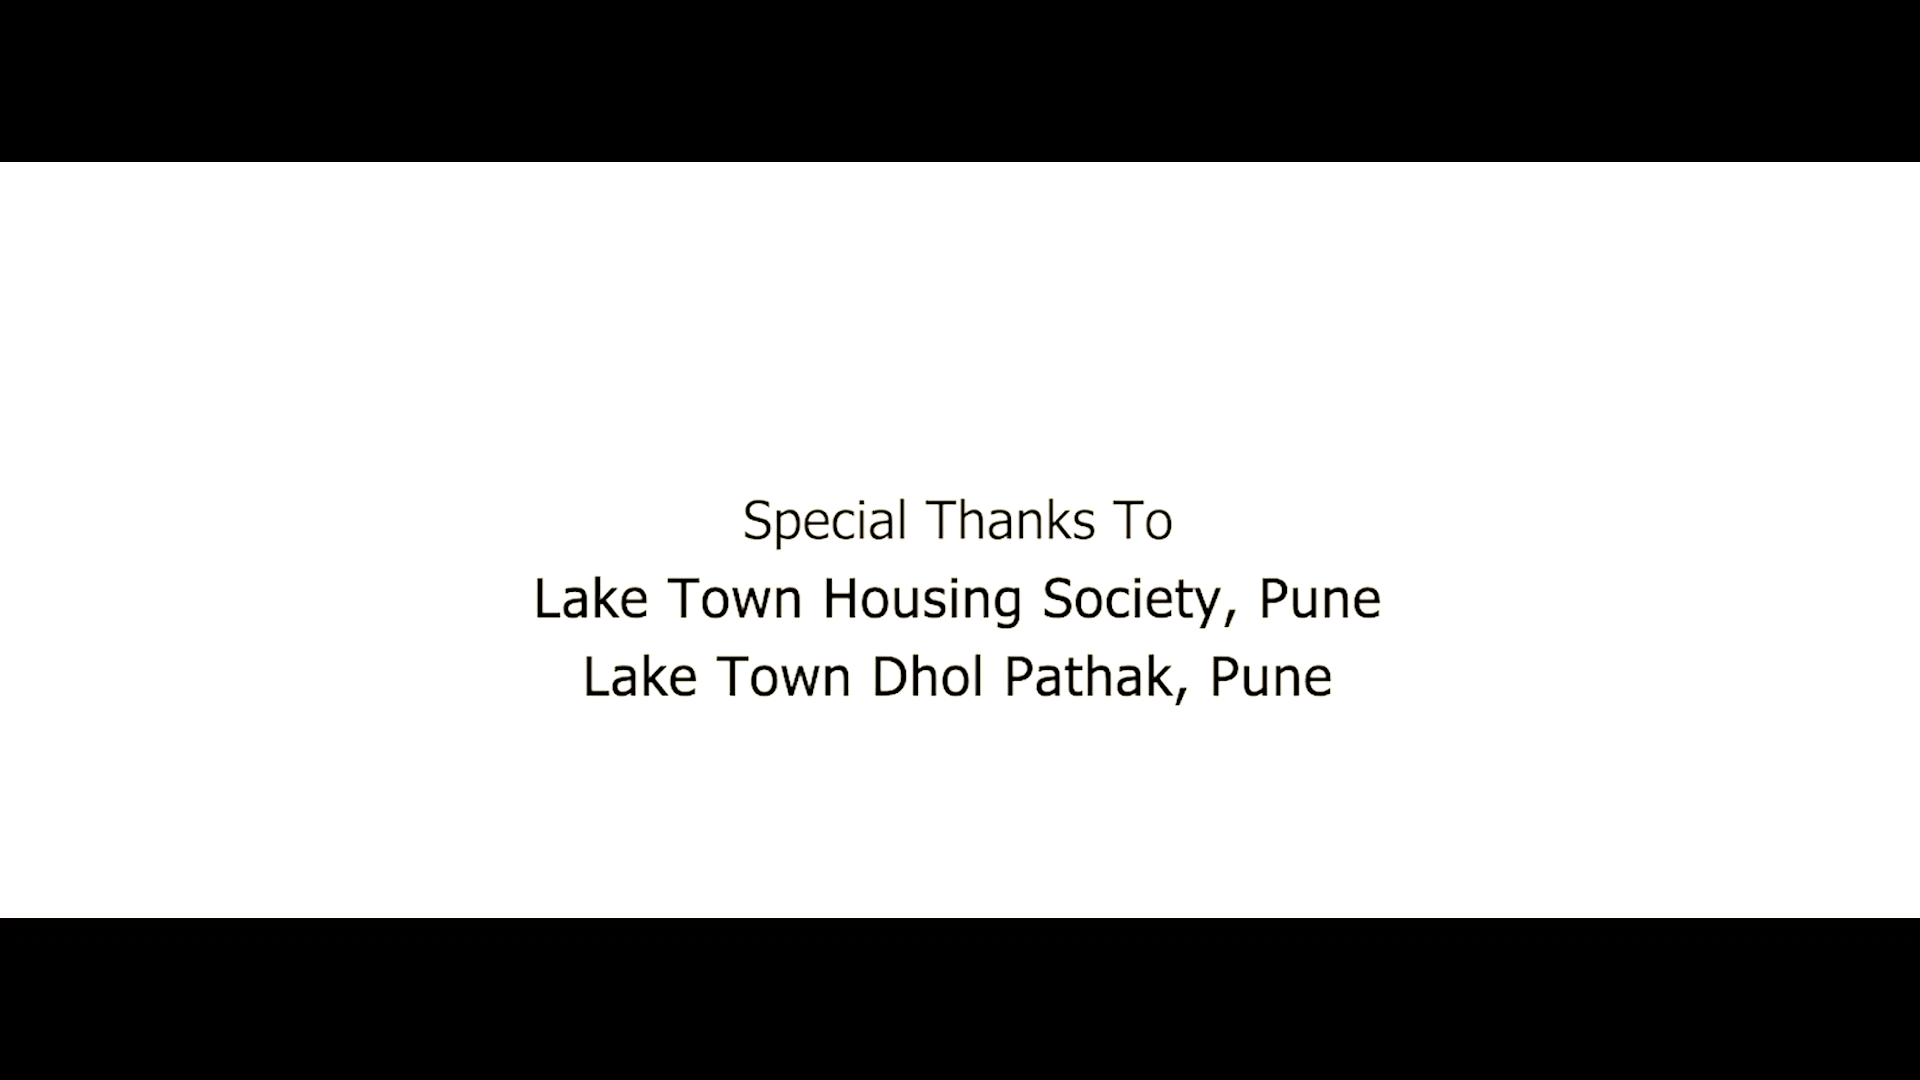 Special Thanks To
Lake Town Housing Society, Pune
Lake Town Dhol Pathak, Pune